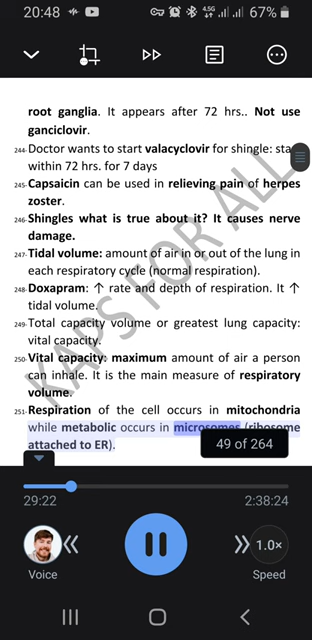 20:48 67%
root ganglia. It appears after 72 hrs.. Not use
ganciclovir.
244- Doctor wants to start valacyclovir for shingle: sta
within 72 hrs. for 7 days
245- Capsaicin can be used in relieving pain of herpes
zoster.
246- Shingles what is true about it? It causes nerve
damage.
247- Tidal volume: amount of air in or out of the lung in
each respiratory cycle (normal respiration).
248- Doxapram: ↑ rate and depth of respiration. It ↑
tidal volume.
249- Total capacity volume or greatest lung capacity:
vital capacity.
250- Vital capacity: maximum amount of air a person
can inhale. It is the main measure of respiratory
volume.
251- Respiration of the cell occurs in mitochondria
while metabolic occurs in microsomes (ribosome
attached to ER).
KAPS FOR ALL
49 of 264
29:22 2:38:24
1.0×
Voice Speed